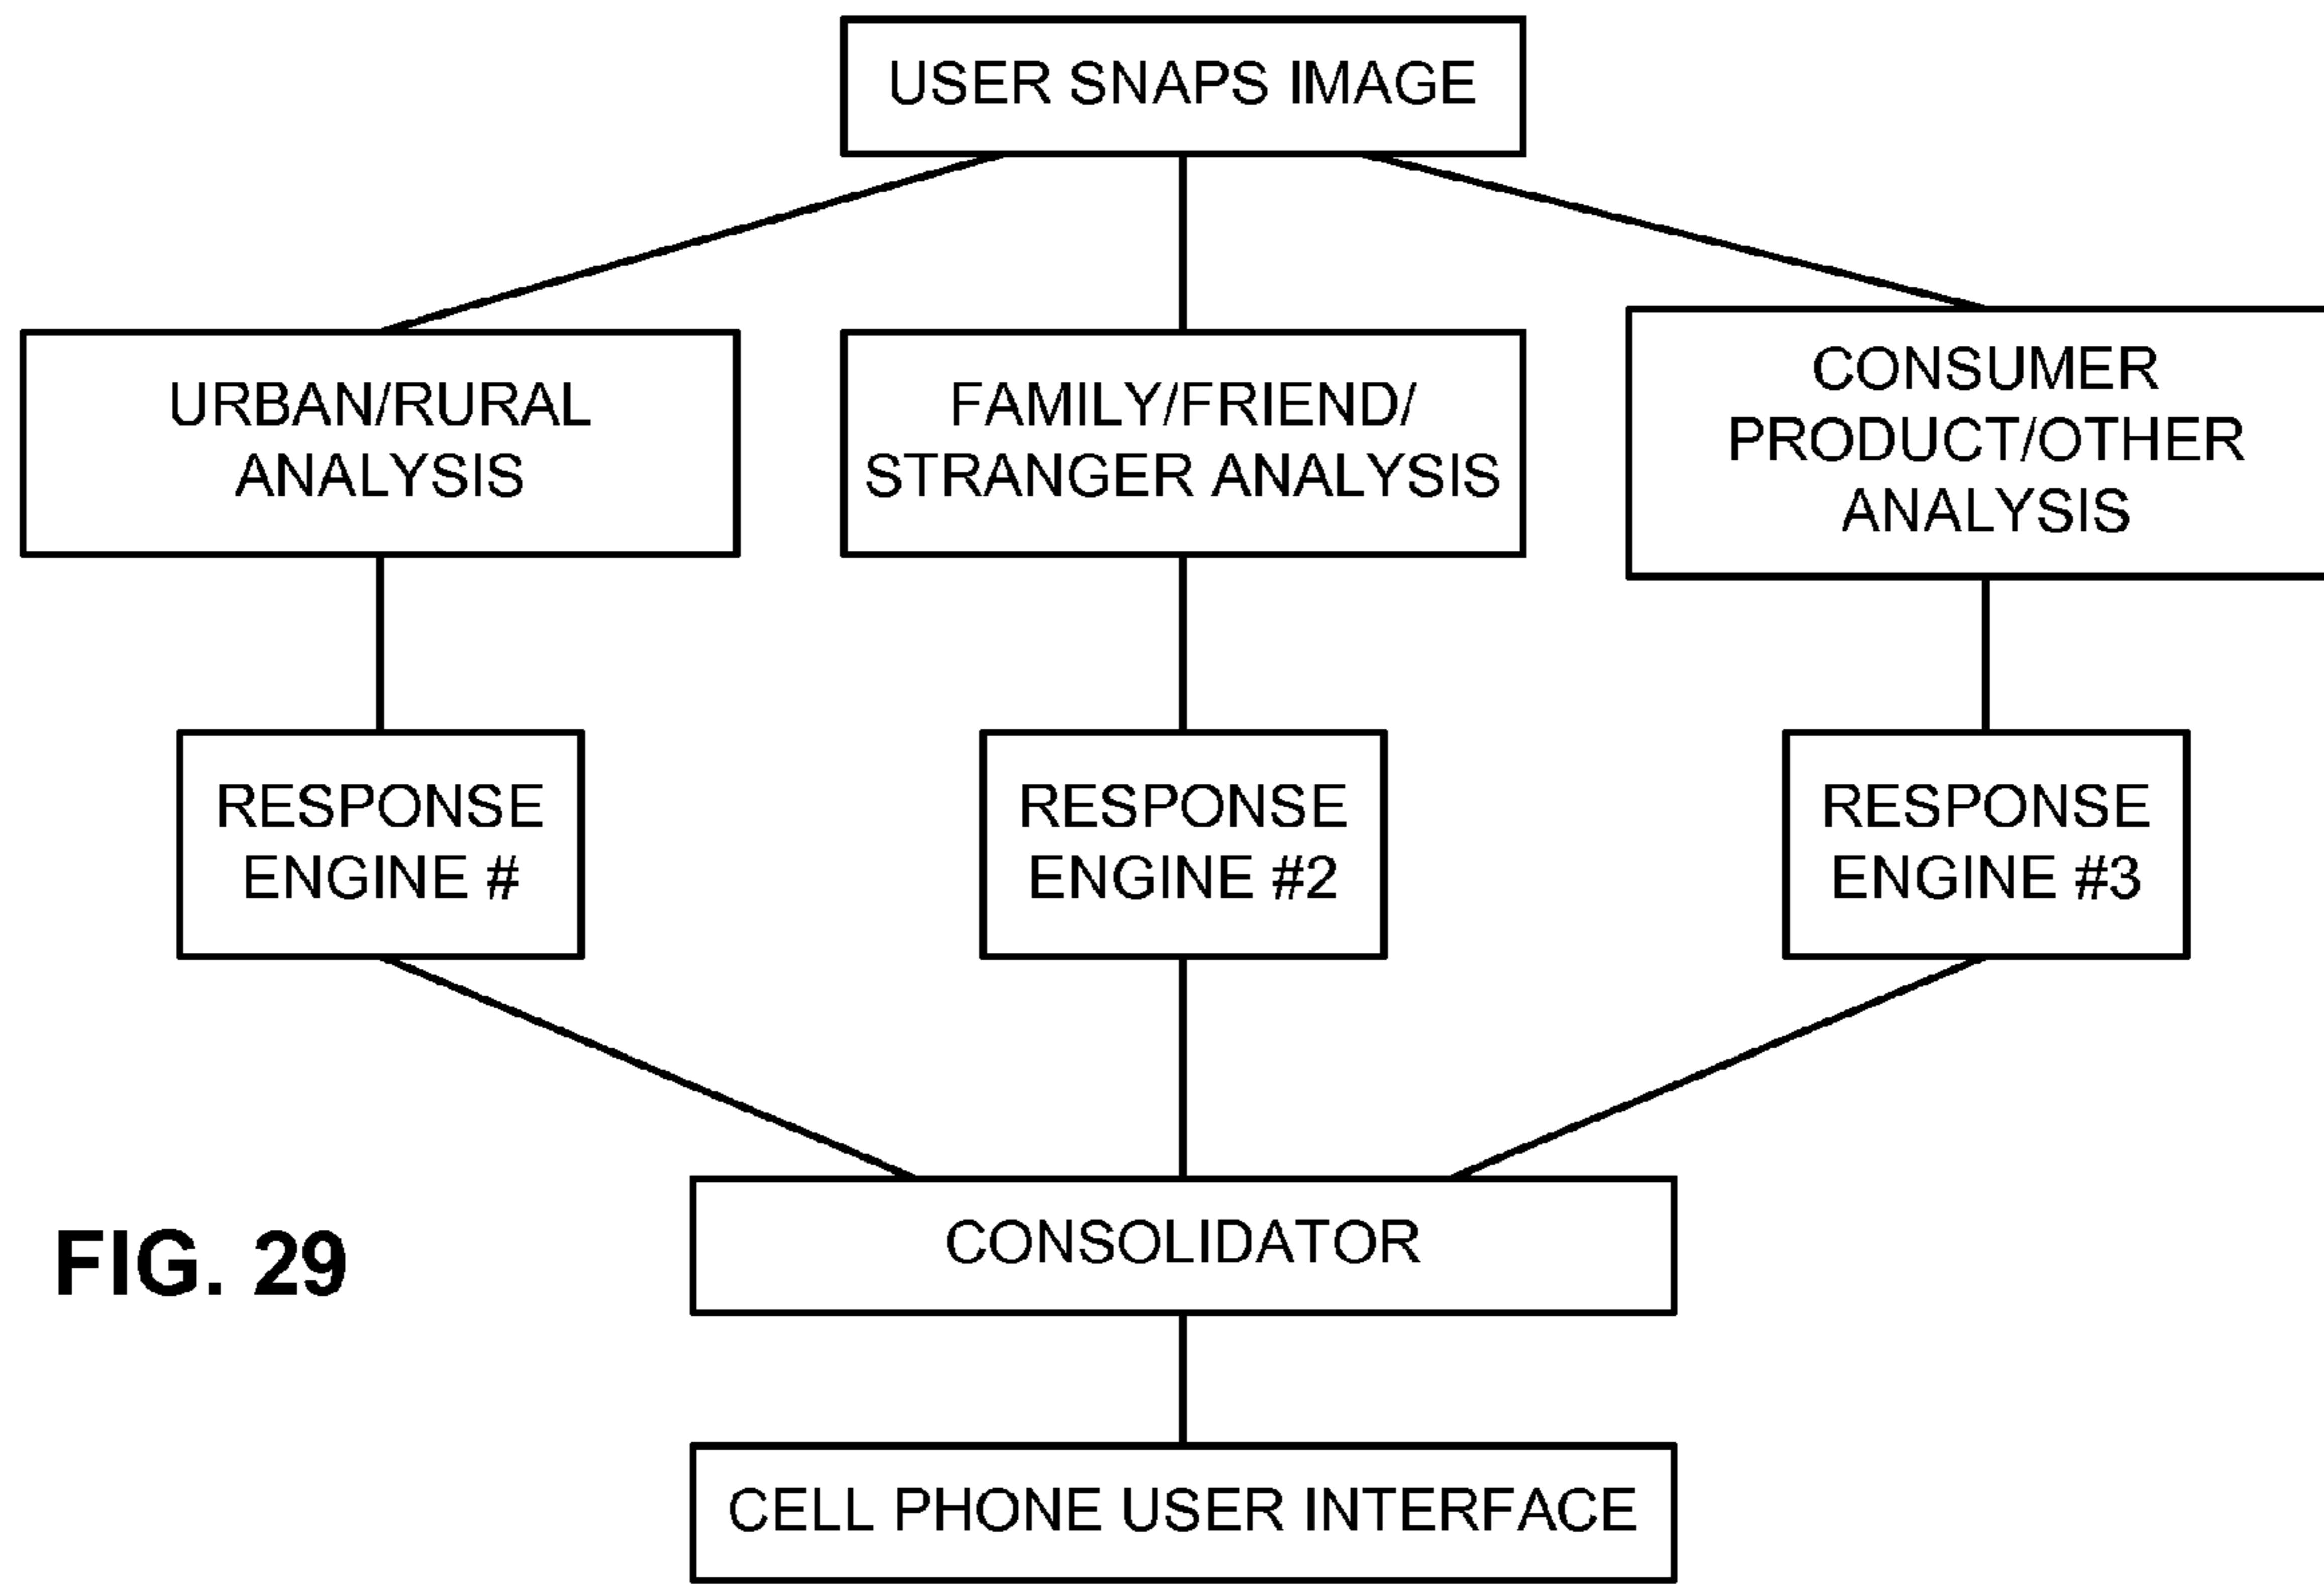 USER SNAPS IMAGE
URBAN/RURAL
ANALYSIS
FAMILY/FRIEND/
STRANGER ANALYSIS
CONSUMER
PRODUCT/OTHER
ANALYSIS
RESPONSE
ENGINE #
RESPONSE
ENGINE #2
RESPONSE
ENGINE #3
CONSOLIDATOR
FIG. 29
CELL PHONE USER INTERFACE